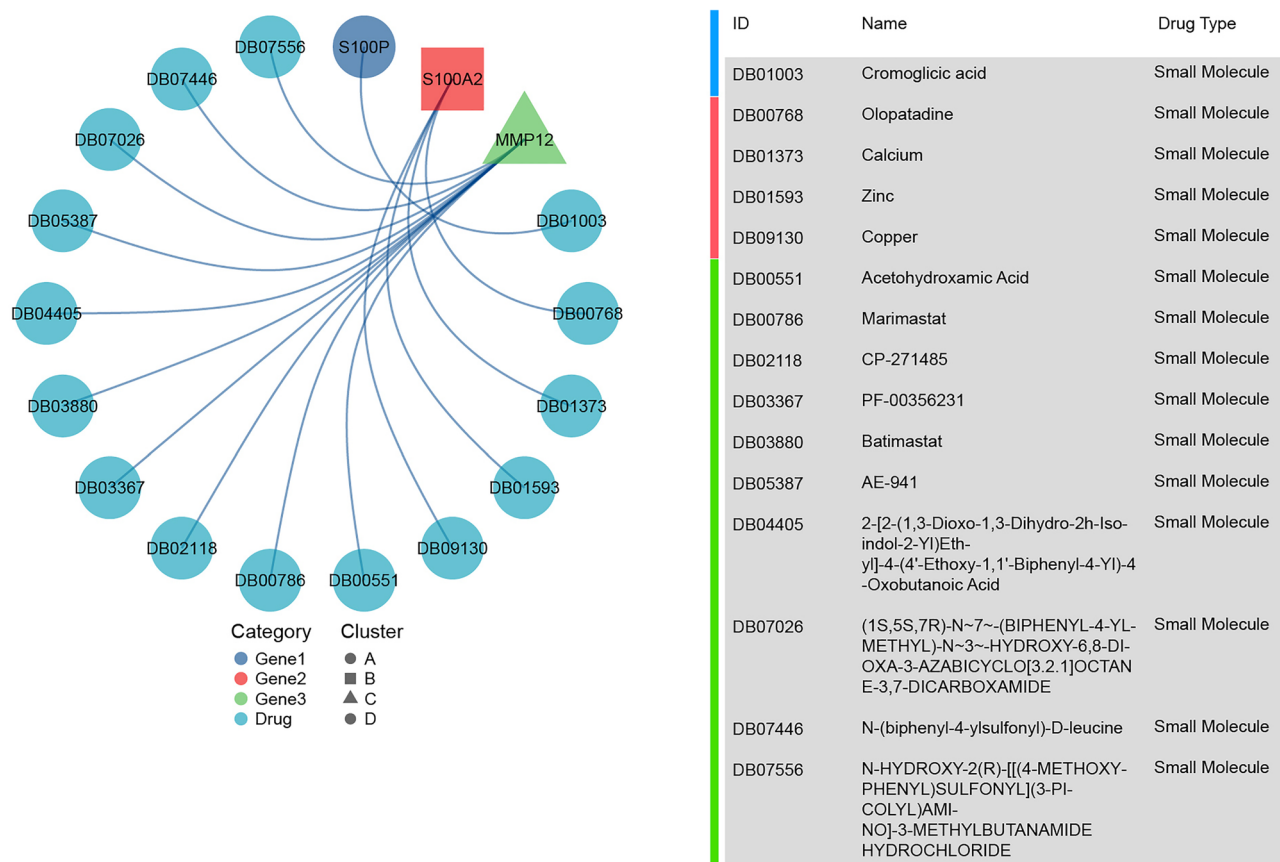 DB07556
S100P
S100A2
DB07446
MMP12
DB07026
DB05387
DB01003
DB04405
DB00768
DB03880
DB01373
DB03367
DB01593
DB02118
DB09130
DB00786
DB00551
Category
Gene1
Gene2
Gene3
Drug
Cluster
A
B
C
D
ID Name Drug Type
DB01003 Cromoglicic acid Small Molecule
DB00768 Olopatadine Small Molecule
DB01373 Calcium Small Molecule
DB01593 Zinc Small Molecule
DB09130 Copper Small Molecule
DB00551 Acetohydroxamic Acid Small Molecule
DB00786 Marimastat Small Molecule
DB02118 CP-271485 Small Molecule
DB03367 PF-00356231 Small Molecule
DB03880 Batimastat Small Molecule
DB05387 AE-941 Small Molecule
DB04405 2-[2-(1,3-Dioxo-1,3-Dihydro-2h-Iso- Small Molecule
indol-2-Yl)Eth-
yl]-4-(4'-Ethoxy-1,1'-Biphenyl-4-Yl)-4
-Oxobutanoic Acid
DB07026 (1S,5S,7R)-N~7~-(BIPHENYL-4-YL- Small Molecule
METHYL)-N~3~-HYDROXY-6,8-DI-
OXA-3-AZABICYCLO[3.2.1]OCTAN
E-3,7-DICARBOXAMIDE
DB07446 N-(biphenyl-4-ylsulfonyl)-D-leucine Small Molecule
DB07556 N-HYDROXY-2(R)-[[(4-METHOXY- Small Molecule
PHENYL)SULFONYL](3-PI-
COLYL)AMI-
NO]-3-METHYLBUTANAMIDE
HYDROCHLORIDE